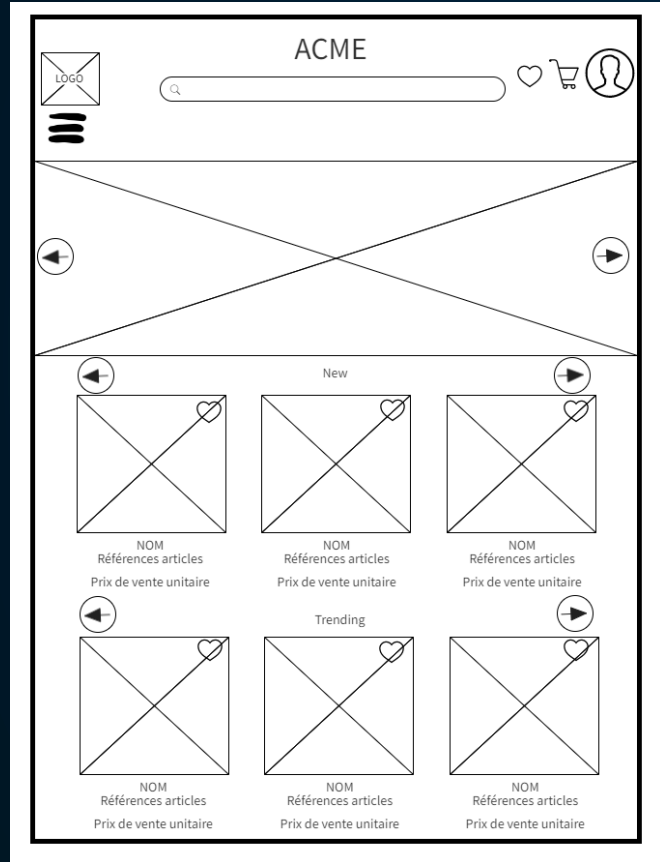 ACME
LOGO
New
NOM NOM NOM
Références articles Références articles Références articles
Prix de vente unitaire Prix de vente unitaire Prix de vente unitaire
Trending
NOM NOM NOM
Références articles Références articles Références articles
Prix de vente unitaire Prix de vente unitaire Prix de vente unitaire